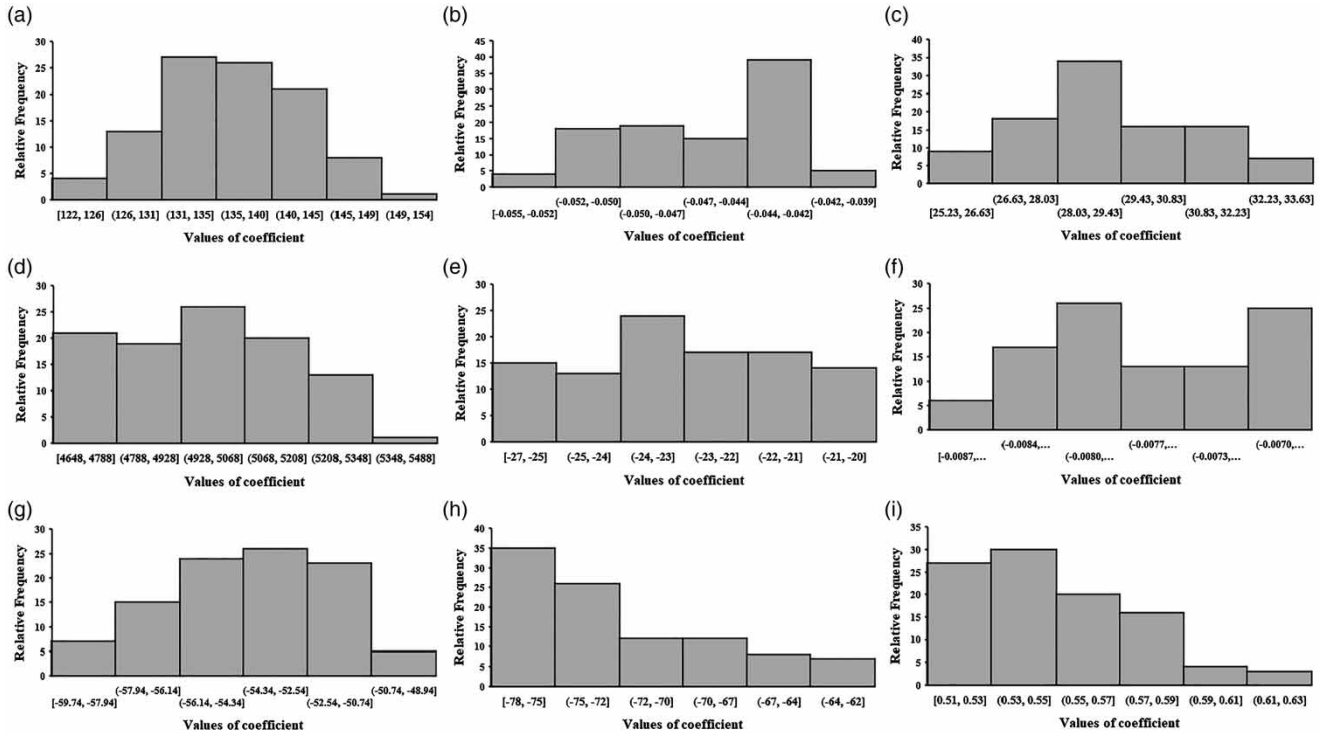 (a)
Relative Frequency
30
25
20
15
10
5
0
[122, 126] (126, 131] (131, 135] (135, 140] (140, 145] (145, 149] (149, 154]
Values of coefficient
(b)
Relative Frequency
45
40
35
30
25
20
15
10
5
0
(-0.052, -0.050] (-0.047, -0.044] (-0.042, -0.039]
[-0.055, -0.052] (-0.050, -0.047] (-0.044, -0.042]
Values of coefficient
(c)
Relative Frequency
40
35
30
25
20
15
10
5
0
(26.63, 28.03] (29.43, 30.83] (32.23, 33.63]
[25.23, 26.63] (28.03, 29.43] (30.83, 32.23]
Values of coefficient
(d)
Relative Frequency
30
25
20
15
10
5
0
[4648, 4788] (4788, 4928] (4928, 5068] (5068, 5208] (5208, 5348] (5348, 5488]
Values of coefficient
(e)
Relative Frequency
30
25
20
15
10
5
0
[-27, -25] (-25, -24] (-24, -23] (-23, -22] (-22, -21] (-21, -20]
Values of coefficient
(f)
Relative Frequency
30
25
20
15
10
5
0
(-0.0084,... (-0.0077,... (-0.0070,...
[-0.0087,... (-0.0080,... (-0.0073,...
Values of coefficient
(g)
Relative Frequency
30
25
20
15
10
5
0
(-57.94, -56.14] (-54.34, -52.54] (-50.74, -48.94]
[-59.74, -57.94] (-56.14, -54.34] (-52.54, -50.74]
Values of coefficient
(h)
Relative Frequency
40
35
30
25
20
15
10
5
0
[-78, -75] (-75, -72] (-72, -70] (-70, -67] (-67, -64] (-64, -62]
Values of coefficient
(i)
Relative Frequency
35
30
25
20
15
10
5
0
[0.51, 0.53] (0.53, 0.55] (0.55, 0.57] (0.57, 0.59] (0.59, 0.61] (0.61, 0.63]
Values of coefficient